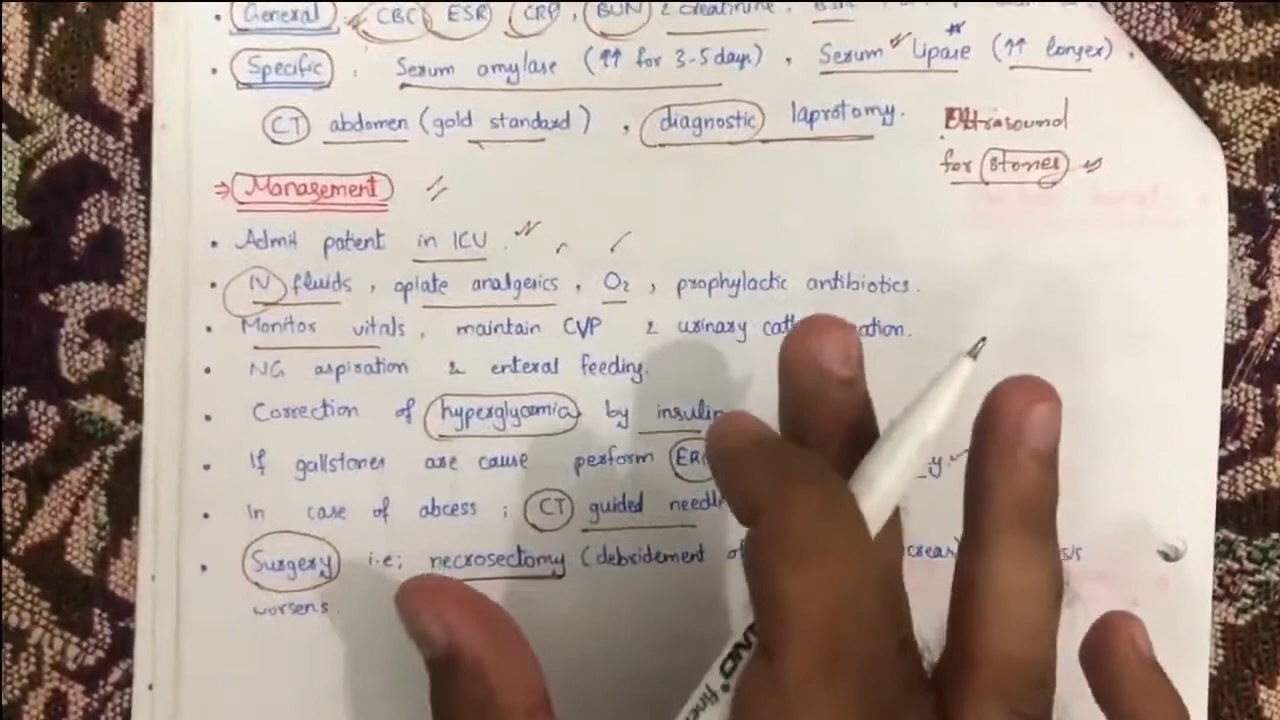 • General : CBC, ESR, CRP, BUN & creatinine,
• Specific : Serum amylase (↑↑ for 3-5 days) , Serum Lipase (↑↑ longer) .
CT abdomen (gold standard) , diagnostic laprotomy.
Ultrasound
for stones
⇒ Management
• Admit patient in ICU .
• IV fluids , opiate analgesics , O2 , prophylactic antibiotics .
• Monitor vitals , maintain CVP & urinary
• NG aspiration & enteral feeding.
• Correction of hyperglycemia by insulin
• If gallstones are cause perform
• In case of abcess ; CT guided
• Surgery i.e; necrosectomy (debridement
worsens .
UNO fine